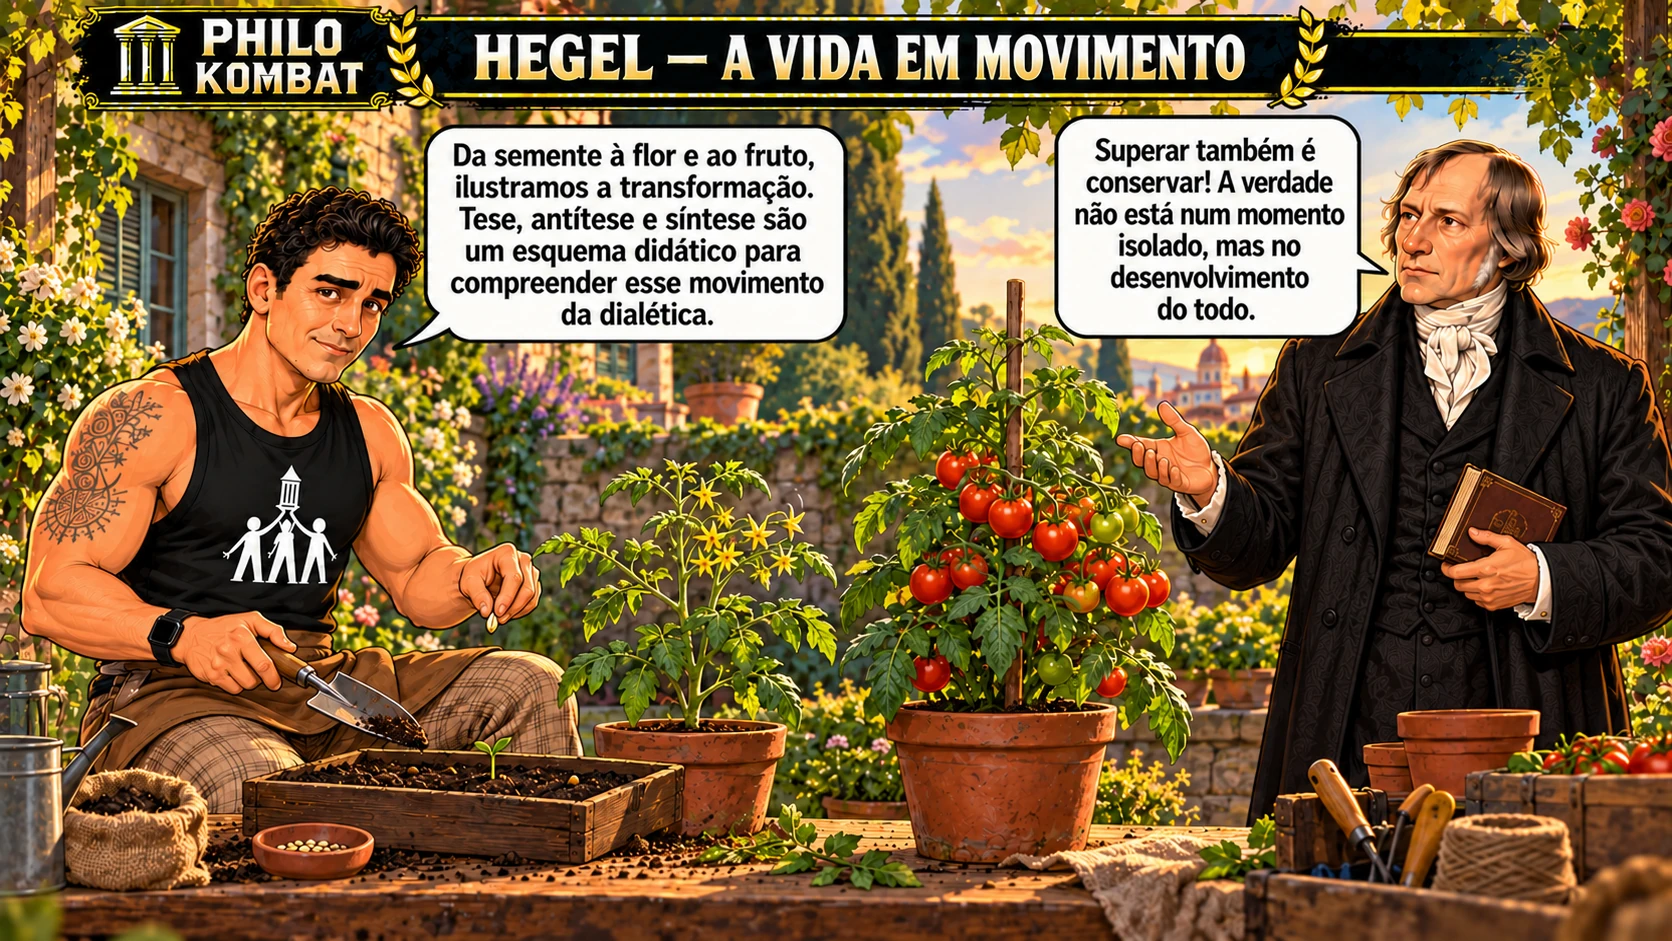 PHILO
KOMBAT
HEGEL — A VIDA EM MOVIMENTO
Da semente à flor e ao fruto,
ilustramos a transformação.
Tese, antítese e síntese são
um esquema didático para
compreender esse movimento
da dialética.
Superar também é
conservar! A verdade
não está num momento
isolado, mas no
desenvolvimento
do todo.